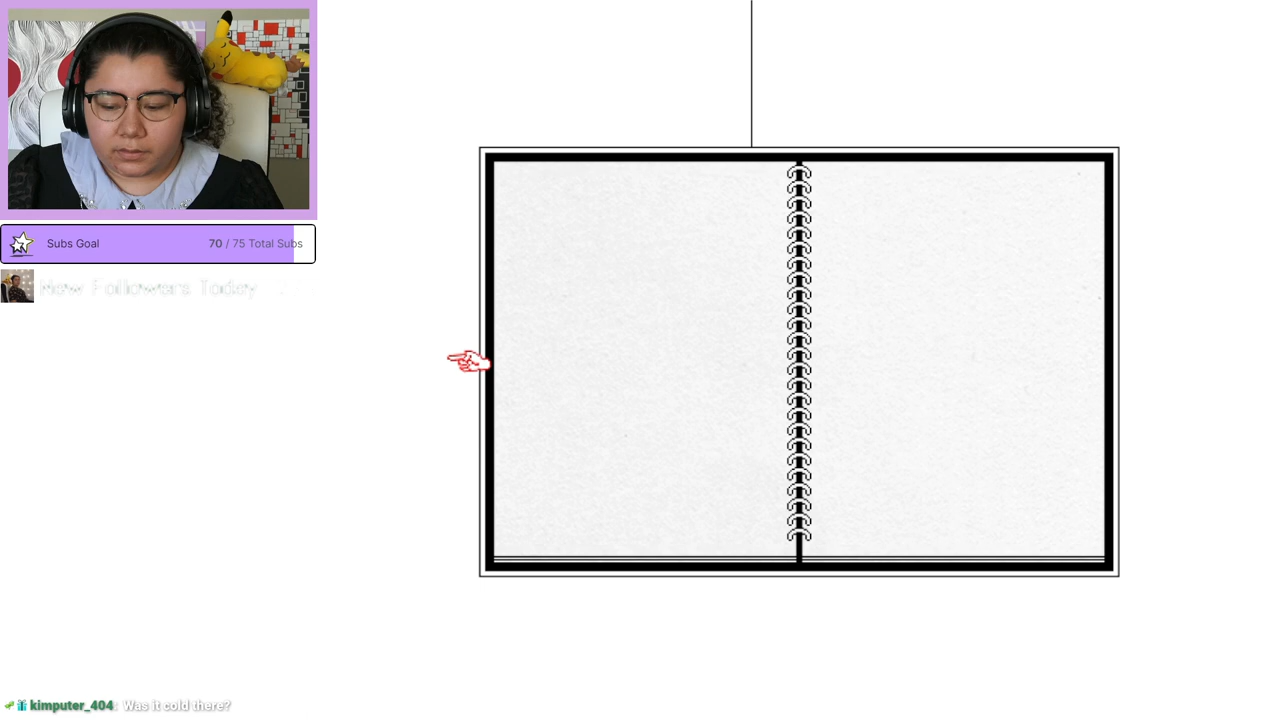 Subs Goal 70 / 75 Total Subs
New Followers Today
kimputer_404: Was it cold there?